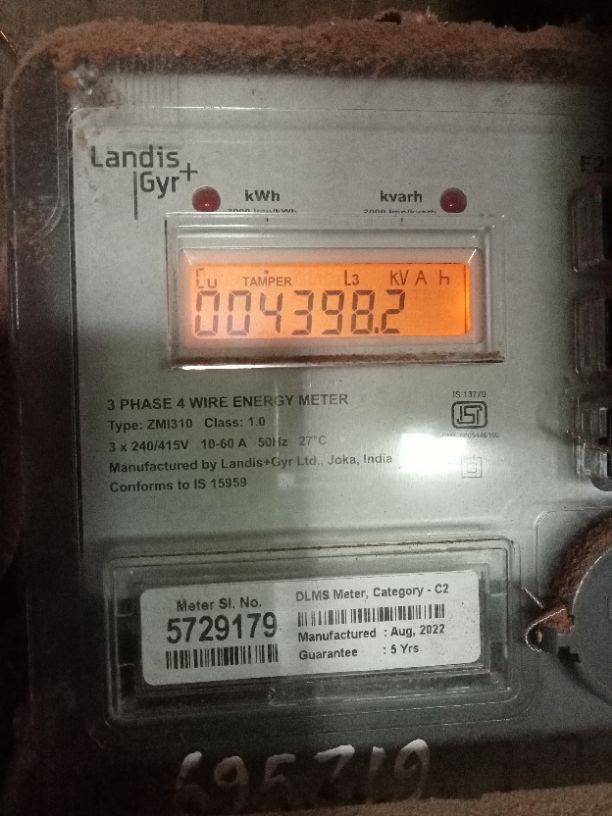 Landis
Gyr+
kWh
kvarh
Cu TAMPER L3 KVAh
004398.2
3 PHASE 4 WIRE ENERGY METER
Type: ZMI310 Class: 1.0
3 x 240/415V 10-60 A 50Hz 27°C
Manufactured by Landis+Gyr Ltd., Joka, India
Conforms to IS 15959
IS 13779
Meter Sl. No.
5729179
DLMS Meter, Category - C2
Manufactured : Aug, 2022
Guarantee : 5 Yrs